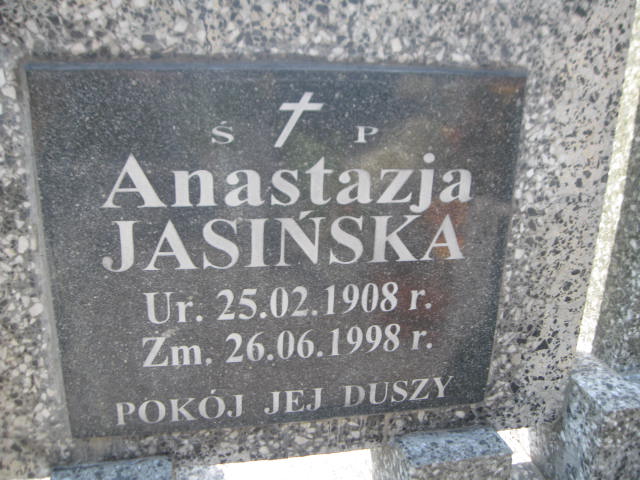 Ś P
Anastazja
JASIŃSKA
Ur. 25.02.1908 r.
Zm. 26.06.1998 r.
POKÓJ JEJ DUSZY